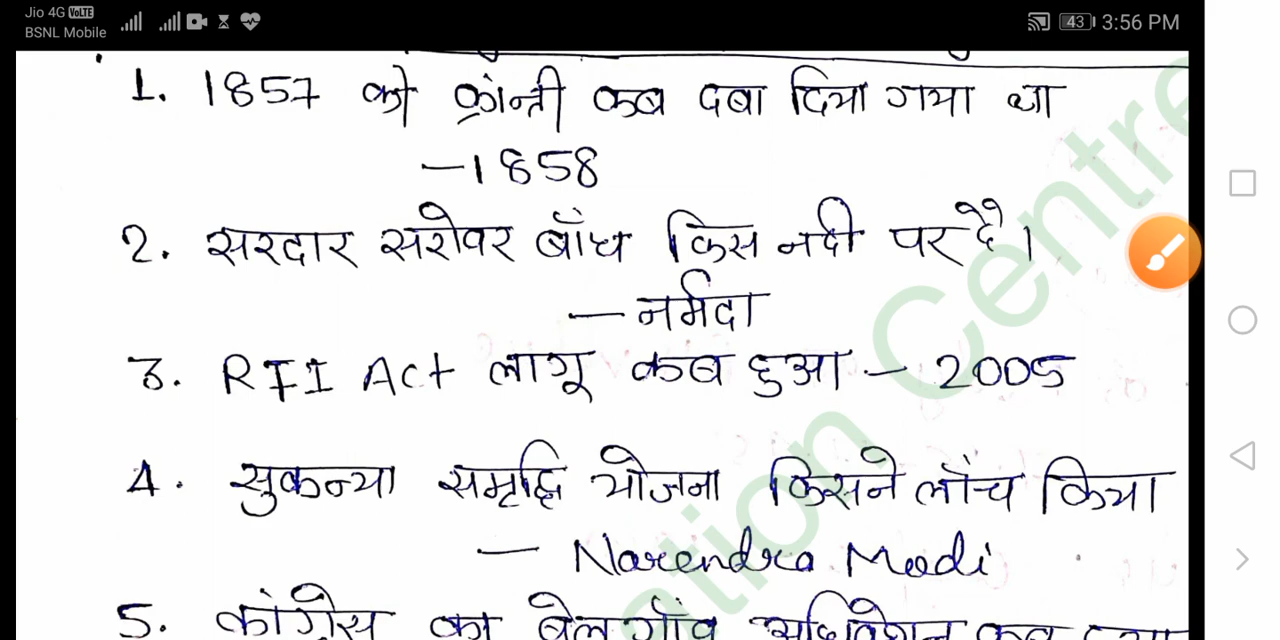 Jio 4G VoLTE
BSNL Mobile
43 3:56 PM
1. 1857 को क्रांन्ती कब दबा दिया गया था
— 1858
2. सरदार सरोवर बाँध किस नदी पर है।
— नर्मदा
3. RTI Act लागू कब हुआ - 2005
4. सुकन्या समृद्धि योजना किसने लौंच किया
— Narendra Modi
5. कांग्रेस का बेलगाँव अधिवेशन कब हुआ
ation Centre